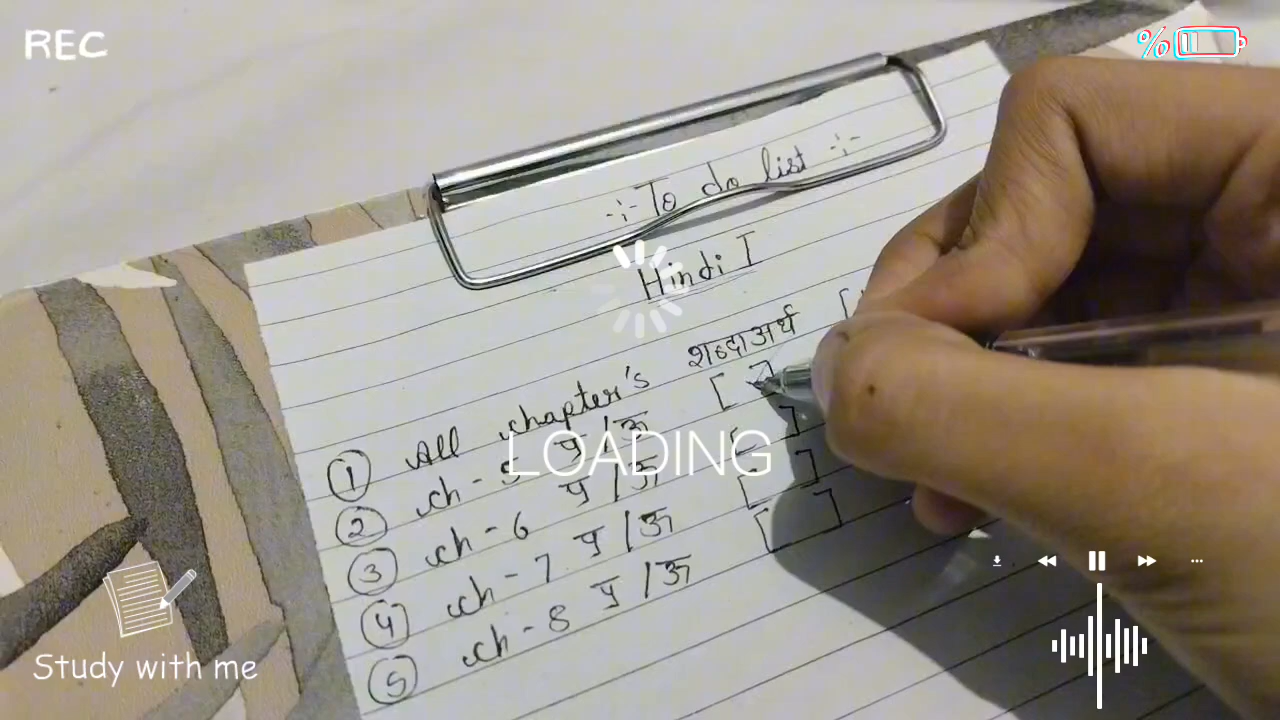 REC
%
To do list
Hindi I
① All chapter's शब्दाअर्थ [
② ch - 5 प्र/उ [ ]
③ ch - 6 प्र/उ [ ]
④ ch - 7 प्र/उ [ ]
⑤ ch - 8 प्र/उ [ ]
LOADING
Study with me